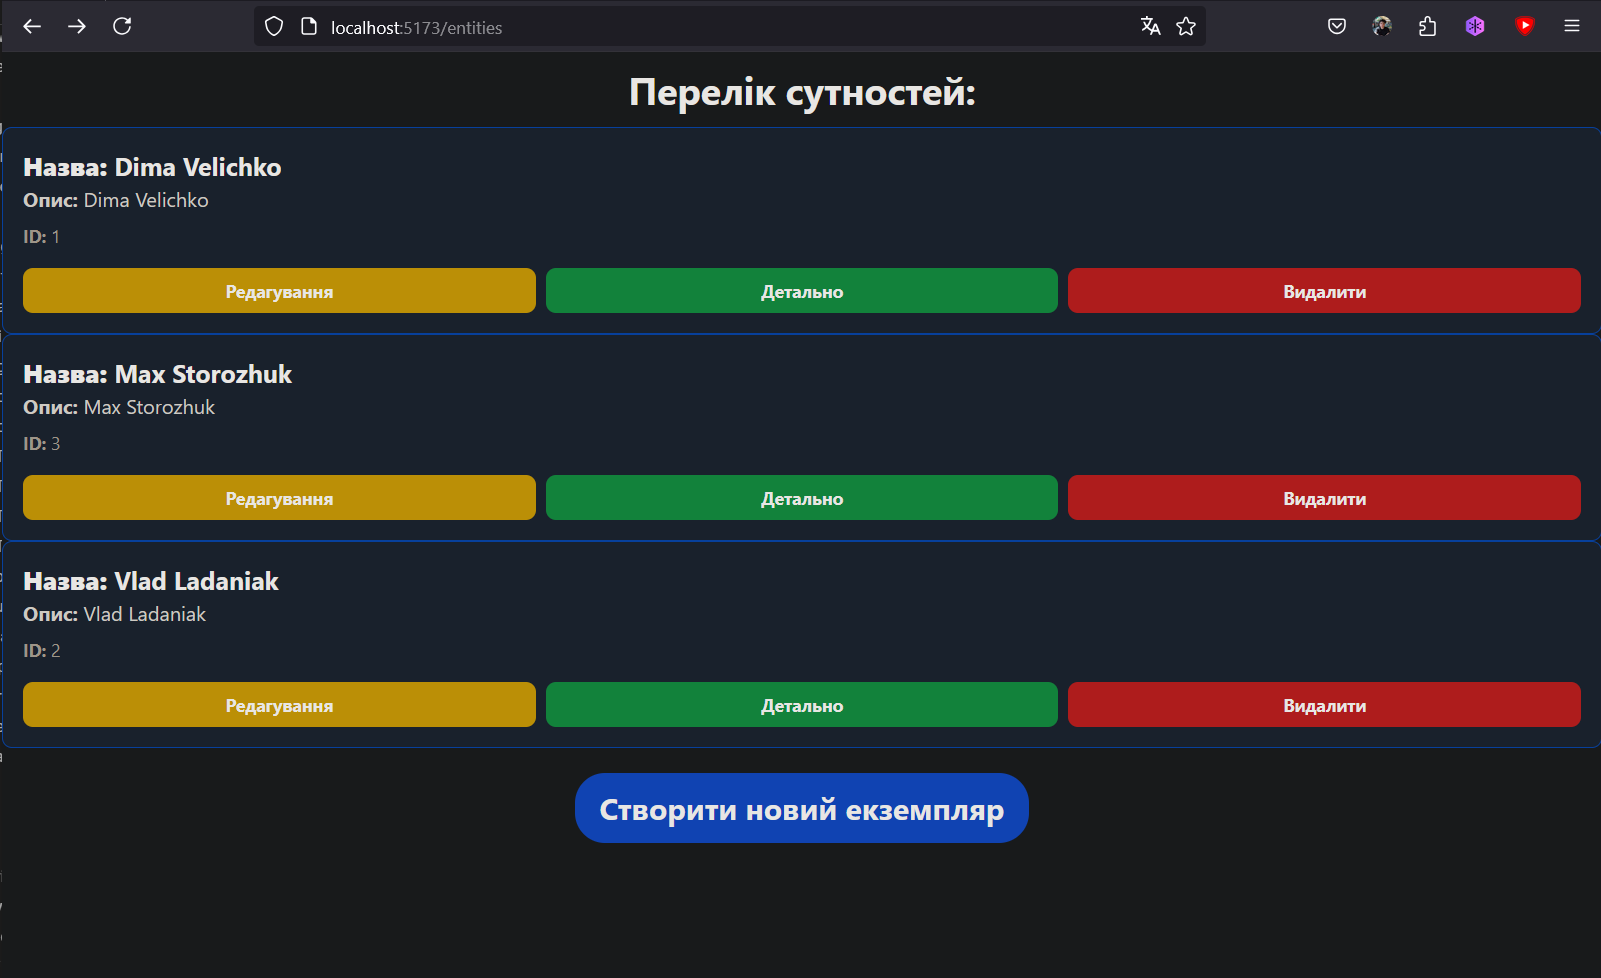 localhost:5173/entities
Перелік сутностей:
Назва: Dima Velichko
Опис: Dima Velichko
ID: 1
Редагування Детально Видалити
Назва: Max Storozhuk
Опис: Max Storozhuk
ID: 3
Редагування Детально Видалити
Назва: Vlad Ladaniak
Опис: Vlad Ladaniak
ID: 2
Редагування Детально Видалити
Створити новий екземпляр